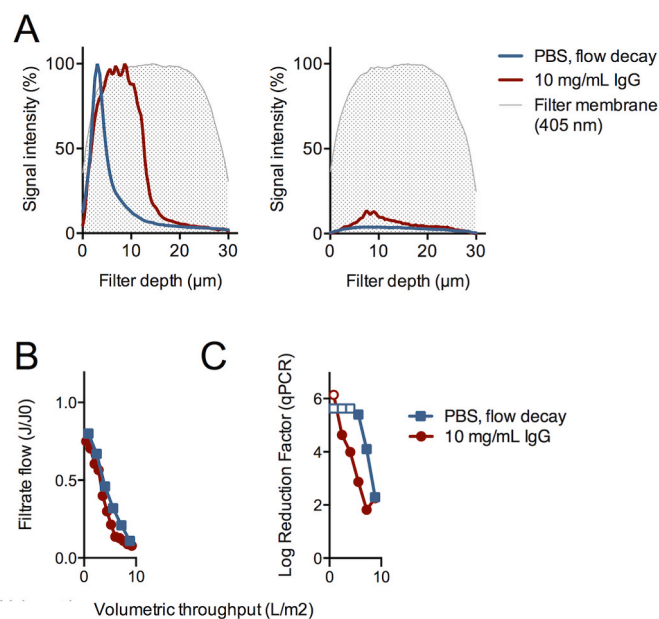 A
Signal intensity (%)
100
50
0
0 10 20 30
Filter depth (µm)
Signal intensity (%)
100
50
0
0 10 20 30
Filter depth (µm)
PBS, flow decay
10 mg/mL IgG
Filter membrane
(405 nm)
B
Filtrate flow (J/J0)
1.0
0.5
0.0
0 10
C
Log Reduction Factor (qPCR)
6
4
2
0
0 10
PBS, flow decay
10 mg/mL IgG
Volumetric throughput (L/m2)